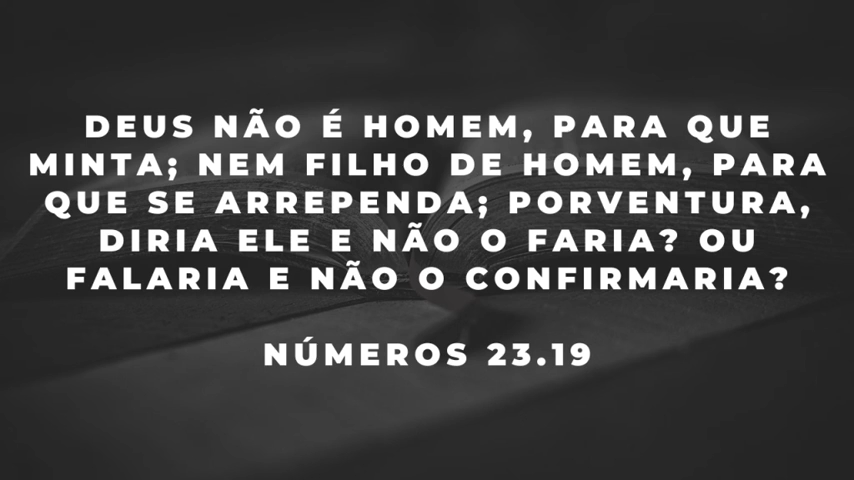 DEUS NÃO É HOMEM, PARA QUE
MINTA; NEM FILHO DE HOMEM, PARA
QUE SE ARREPENDA; PORVENTURA,
DIRIA ELE E NÃO O FARIA? OU
FALARIA E NÃO O CONFIRMARIA?
NÚMEROS 23.19